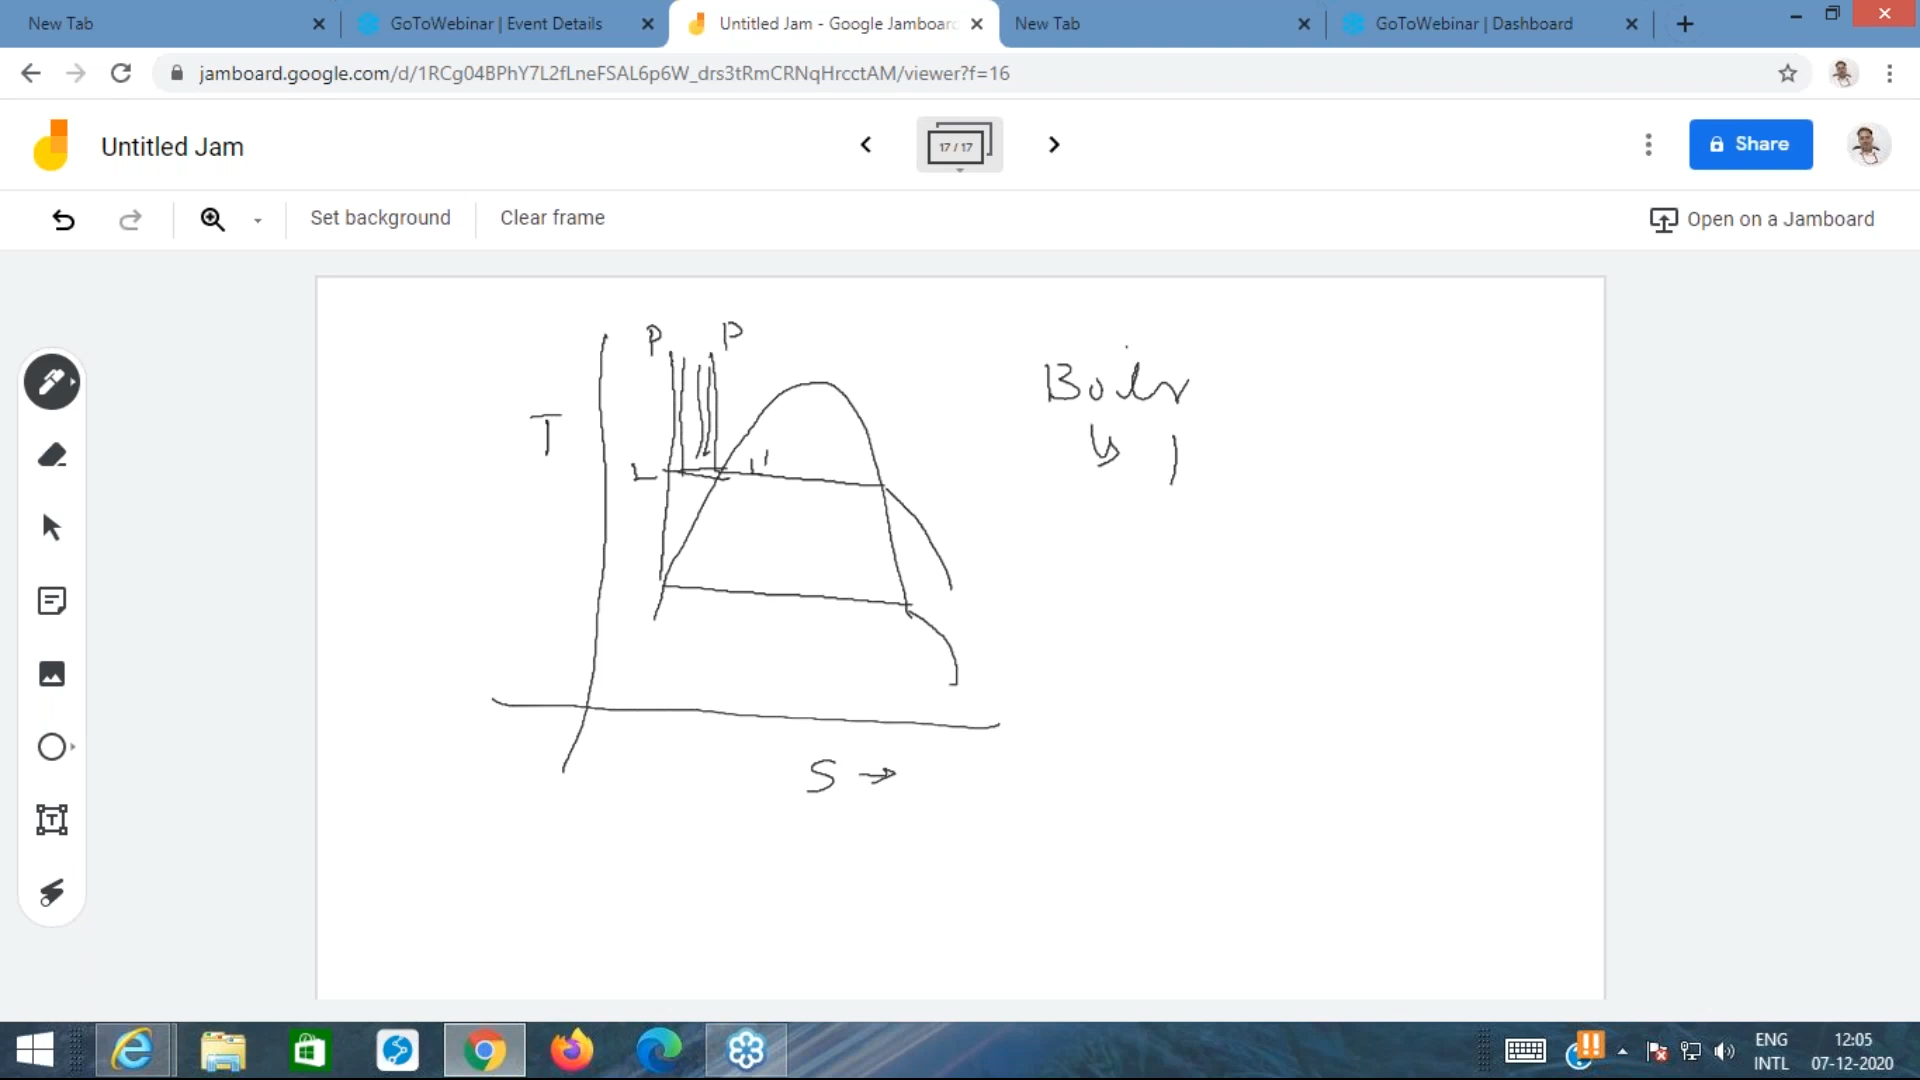 New Tab GoToWebinar | Event Details Untitled Jam - Google Jamboard New Tab GoToWebinar | Dashboard
jamboard.google.com/d/1RCg04BPhY7L2fLneFSAL6p6W_drs3tRmCRNqHrcctAM/viewer?f=16
Untitled Jam
17 / 17
Share
Set background Clear frame
Open on a Jamboard
P P
T
L L'
S →
Boiler
ENG 12:05
INTL 07-12-2020